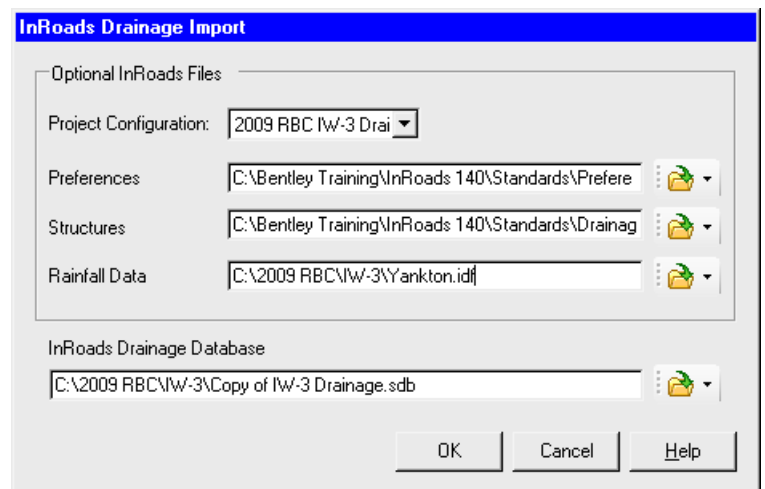 InRoads Drainage Import
Optional InRoads Files
Project Configuration: 2009 RBC IW-3 Drai
Preferences C:\Bentley Training\InRoads 140\Standards\Prefere
Structures C:\Bentley Training\InRoads 140\Standards\Drainag
Rainfall Data C:\2009 RBC\IW-3\Yankton.idf
InRoads Drainage Database
C:\2009 RBC\IW-3\Copy of IW-3 Drainage.sdb
OK Cancel Help